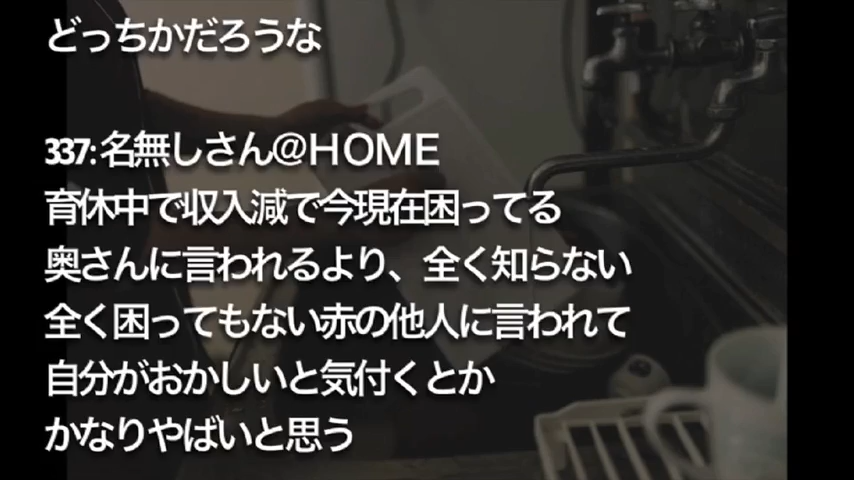 どっちかだろうな
337: 名無しさん＠ＨＯＭＥ
育休中で収入減で今現在困ってる
奥さんに言われるより、全く知らない
全く困ってもない赤の他人に言われて
自分がおかしいと気付くとか
かなりやばいと思う